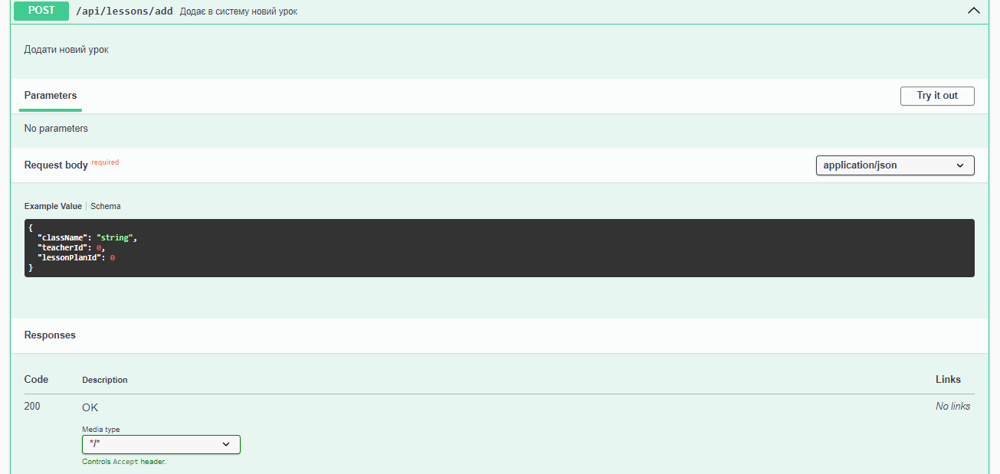 POST /api/lessons/add Додає в систему новий урок
Додати новий урок
Parameters Try it out
No parameters
Request body required application/json
Example Value Schema
{
"className": "string",
"teacherId": 0,
"lessonPlanId": 0
}
Responses
Code Description Links
200 OK No links
Media type
*/*
Controls Accept header.